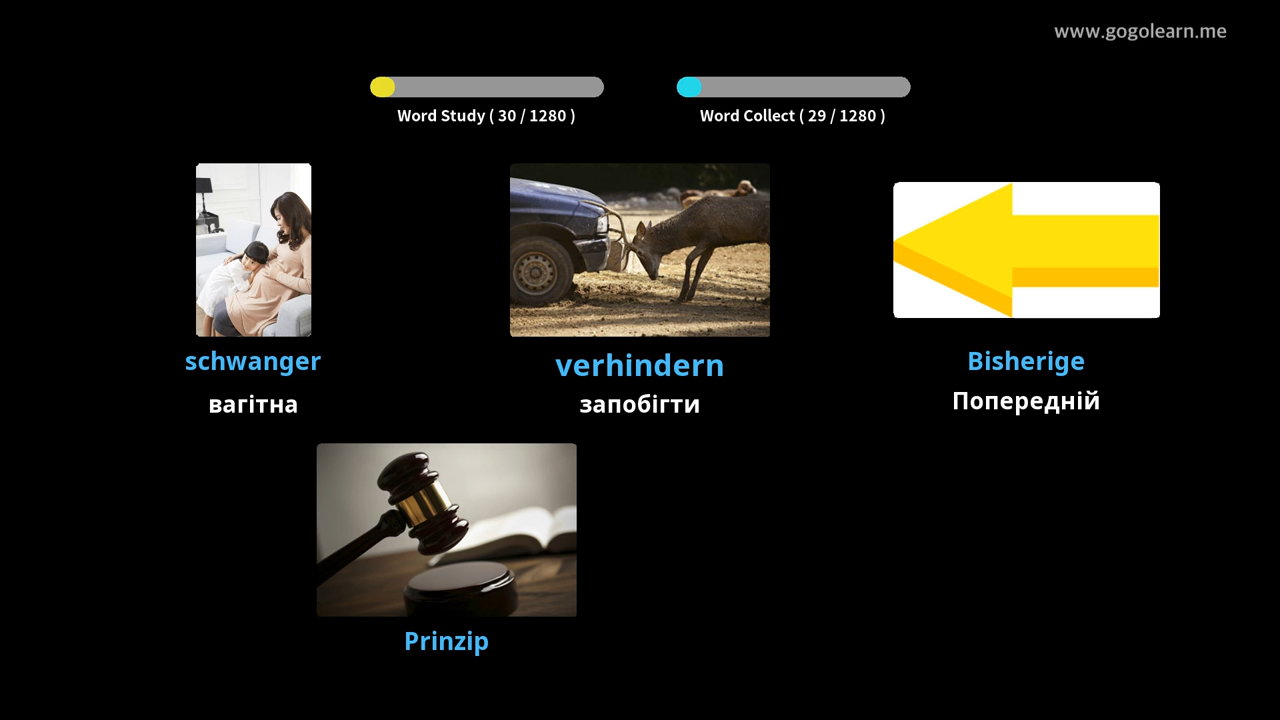 www.gogolearn.me
Word Study ( 30 / 1280 )
Word Collect ( 29 / 1280 )
schwanger
verhindern
Bisherige
вагітна
запобігти
Попередній
Prinzip